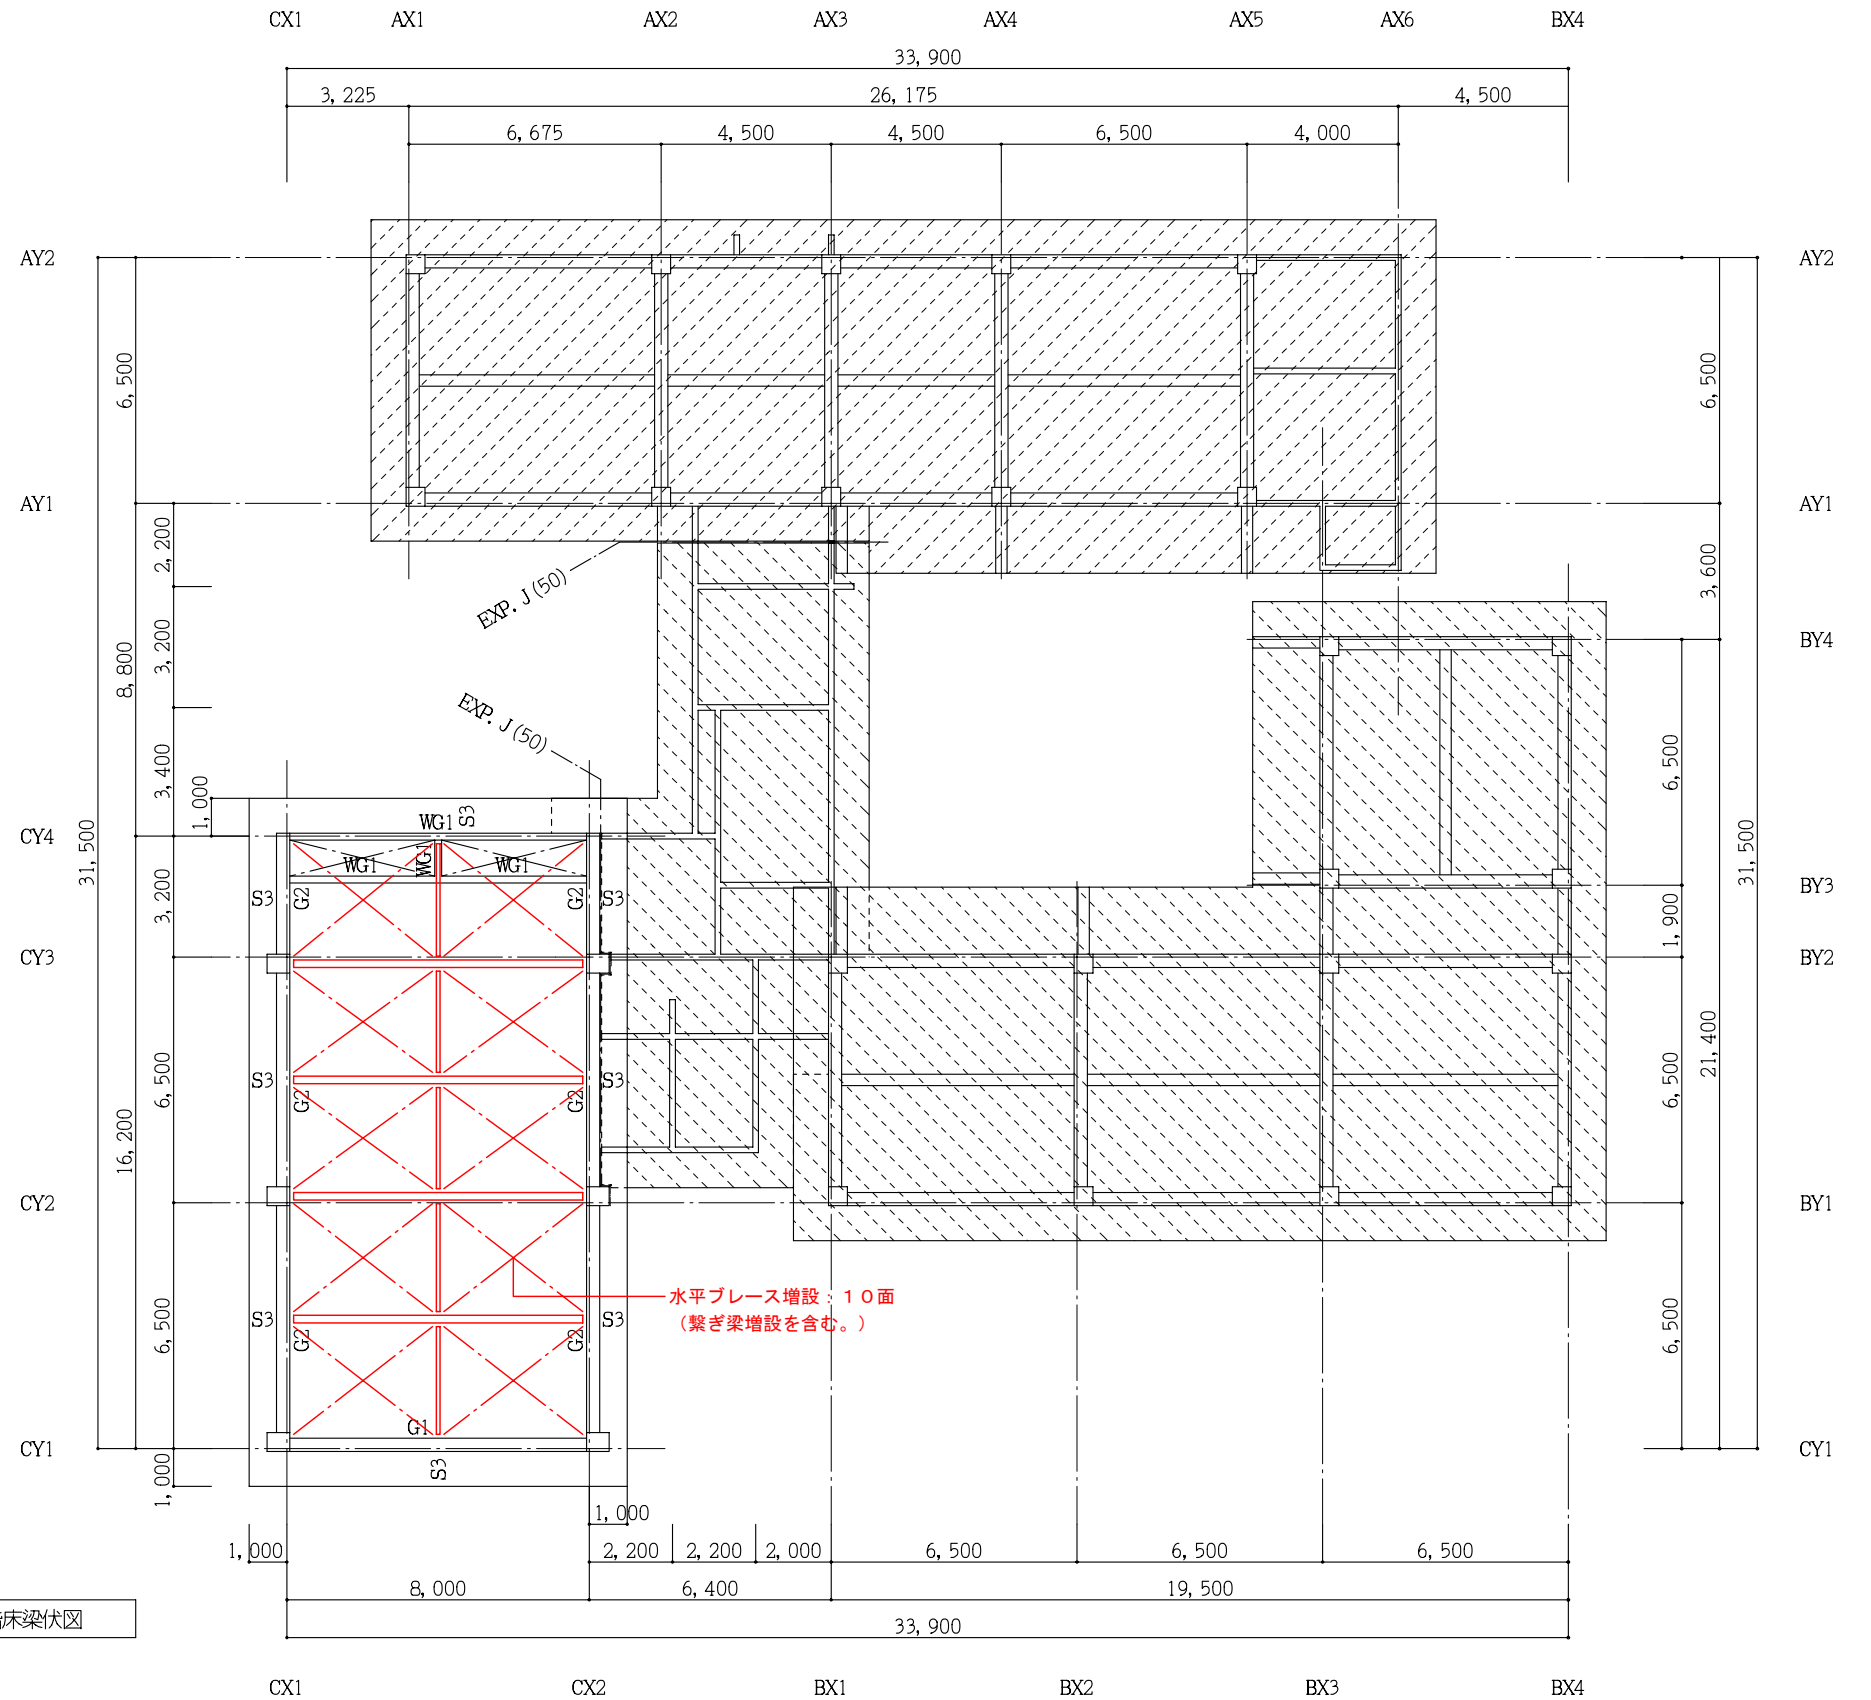 CX1 AX1 AX2 AX3 AX4 AX5 AX6 BX4
33,900
3,225 26,175 4,500
6,675 4,500 4,500 6,500 4,000
AY2 AY2
6,500 6,500
AY1 AY1
2,200 3,600
EXP. J(50)
3,200 BY4
8,800
EXP. J(50)
3,400 6,500
1,000
CY4 WG1 S3
31,500 31,500
WG1 WG1 WG1
3,200 S3 G2 G2 S3 BY3
1,900
CY3 BY2
6,500 S3 G2 G2 S3 6,500 21,400
16,200
CY2 BY1
水平ブレース増設：１０面
（繋ぎ梁増設を含む。）
6,500 S3 G2 G2 S3 6,500
G1
CY1 CY1
S3
1,000
1,000
1,000 2,200 2,200 2,000 6,500 6,500 6,500
8,000 6,400 19,500
床梁伏図
33,900
CX1 CX2 BX1 BX2 BX3 BX4